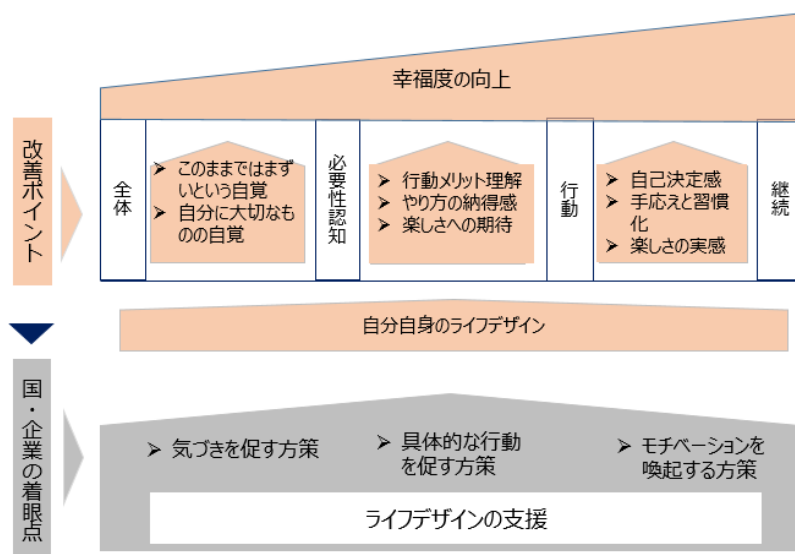 幸福度の向上
改善ポイント
全体
➢ このままではまず
いという自覚
➢ 自分に大切なも
のの自覚
必要性認知
➢ 行動メリット理解
➢ やり方の納得感
➢ 楽しさへの期待
行動
➢ 自己決定感
➢ 手応えと習慣
化
➢ 楽しさの実感
継続
自分自身のライフデザイン
国・企業の着眼点
➢ 気づきを促す方策
➢ 具体的な行動
を促す方策
➢ モチベーションを
喚起する方策
ライフデザインの支援